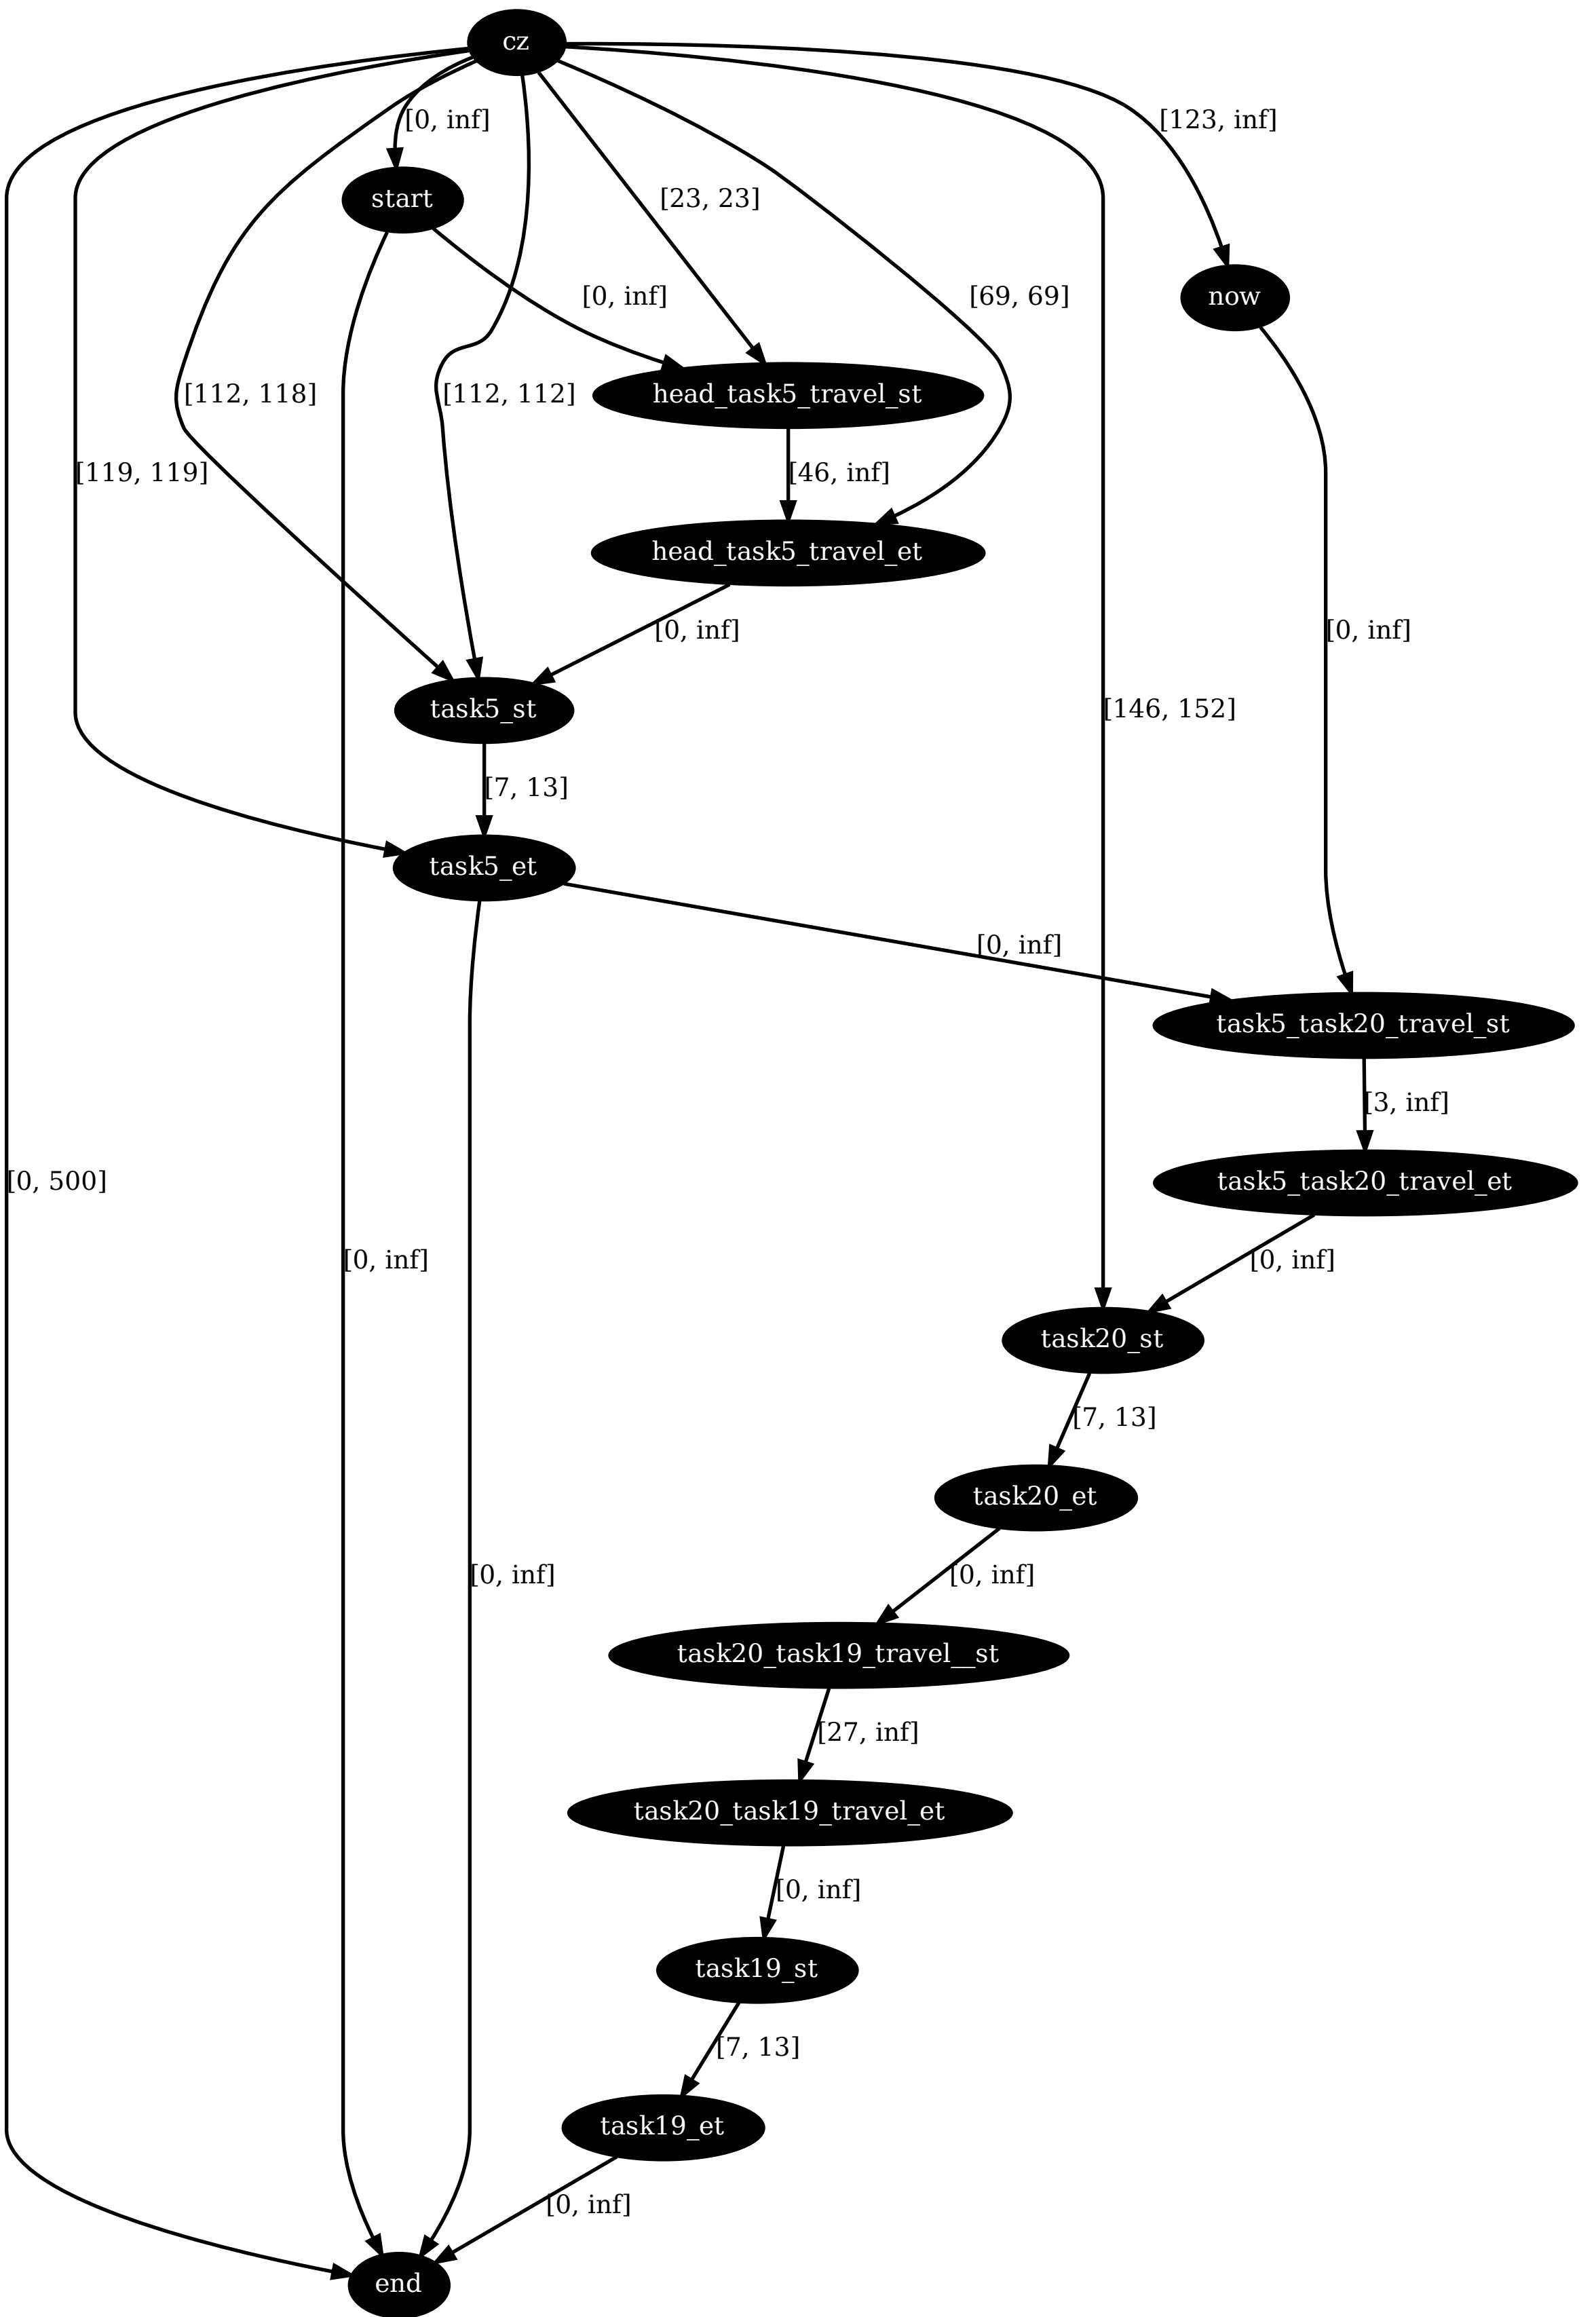 cz
[0, inf]
[123, inf]
start
[23, 23]
[0, inf]
[69, 69]
now
[112, 118]
[112, 112]
head_task5_travel_st
[119, 119]
[46, inf]
head_task5_travel_et
[0, inf]
[0, inf]
task5_st
[146, 152]
[7, 13]
task5_et
[0, inf]
task5_task20_travel_st
[3, inf]
[0, 500]
task5_task20_travel_et
[0, inf]
[0, inf]
task20_st
[7, 13]
task20_et
[0, inf]
[0, inf]
task20_task19_travel__st
[27, inf]
task20_task19_travel_et
[0, inf]
task19_st
[7, 13]
task19_et
[0, inf]
end